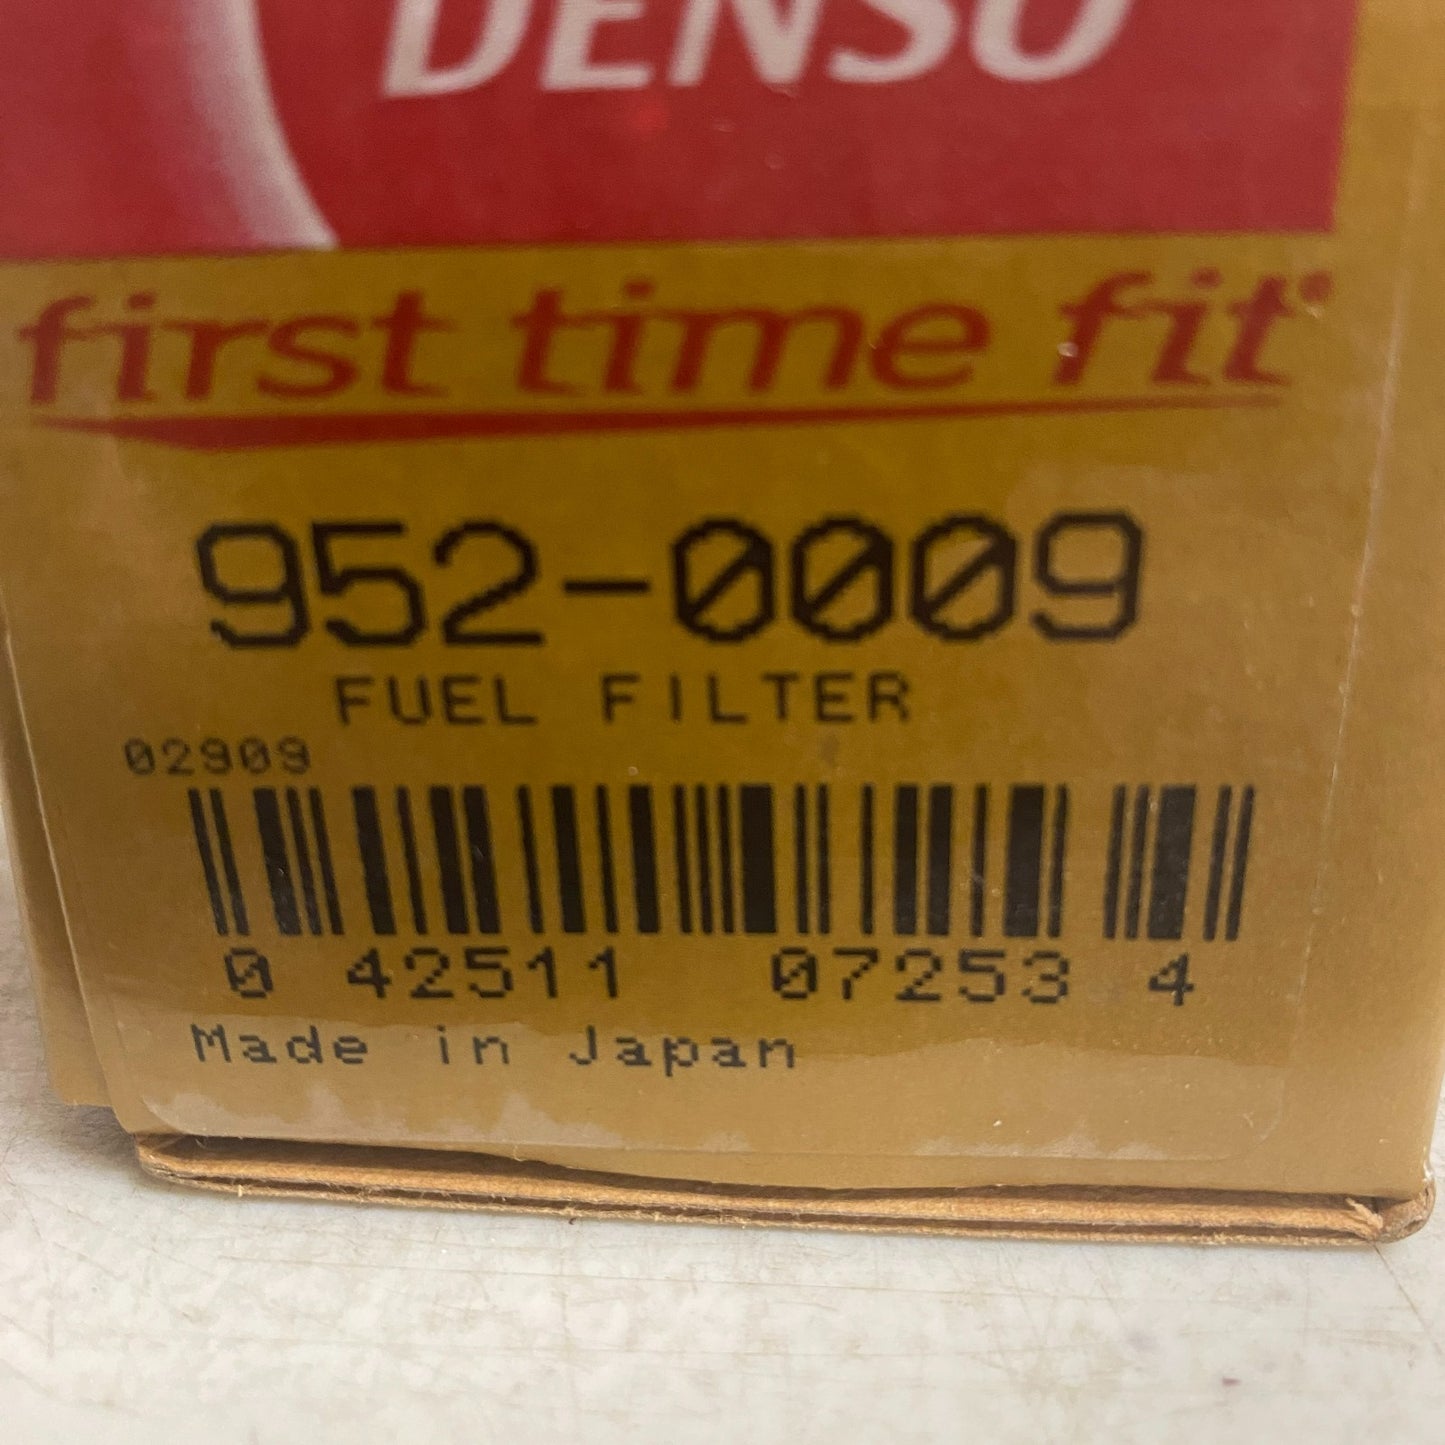 DENSO
first time fit®
952-0009
FUEL FILTER
02909
0 42511 07253 4
Made in Japan